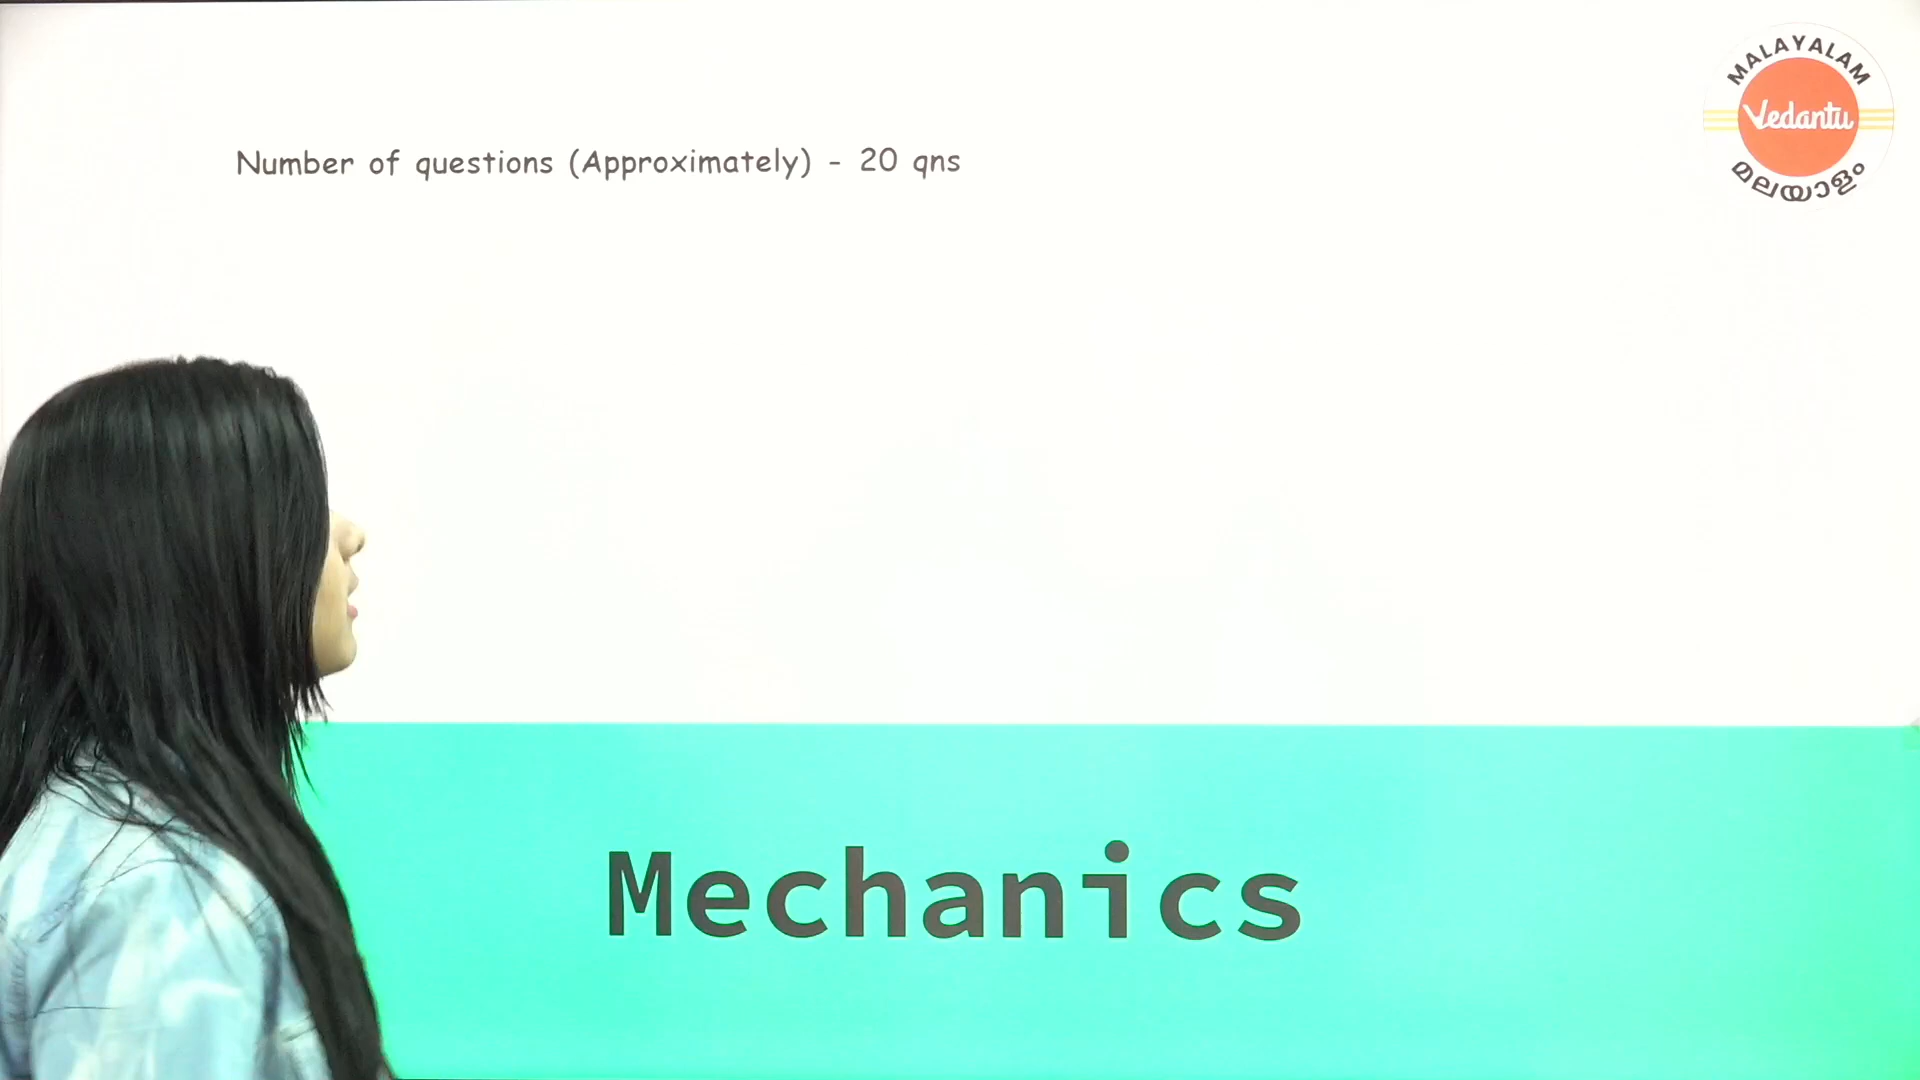 MALAYALAM
Vedantu
മലയാളം
Number of questions (Approximately) - 20 qns
Mechanics